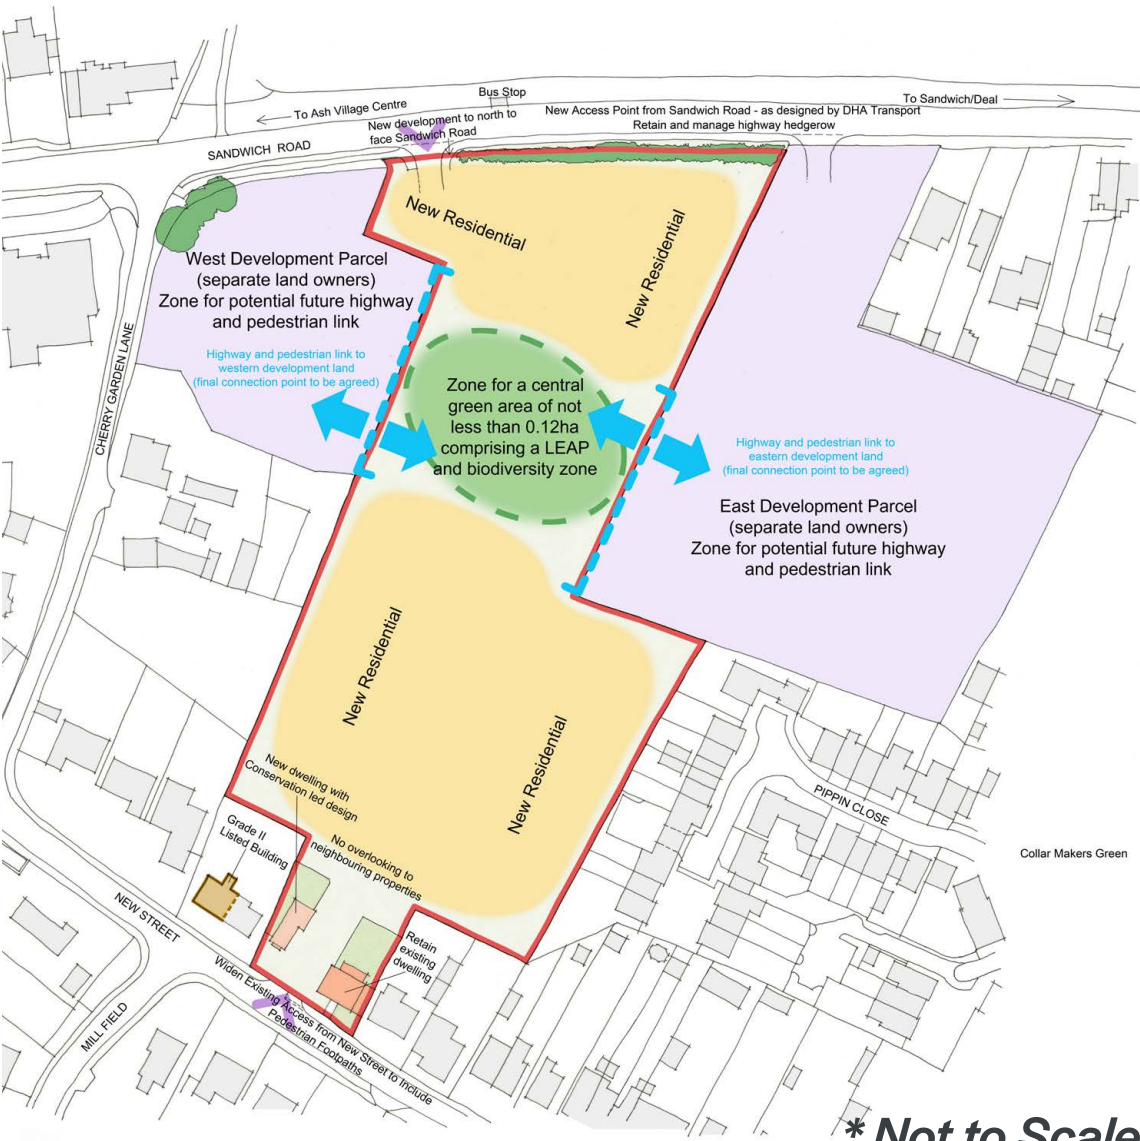 Bus Stop
To Sandwich/Deal
To Ash Village Centre
New Access Point from Sandwich Road - as designed by DHA Transport
Retain and manage highway hedgerow
New development to north to
face Sandwich Road
SANDWICH ROAD
New Residential
New Residential
West Development Parcel
(separate land owners)
Zone for potential future highway
and pedestrian link
Highway and pedestrian link to
western development land
(final connection point to be agreed)
CHERRY GARDEN LANE
Zone for a central
green area of not
less than 0.12ha
comprising a LEAP
and biodiversity zone
Highway and pedestrian link to
eastern development land
(final connection point to be agreed)
East Development Parcel
(separate land owners)
Zone for potential future highway
and pedestrian link
New Residential
New Residential
New dwelling with
Conservation led design
PIPPIN CLOSE
Grade II
Listed Building
No overlooking to
neighbouring properties
Collar Makers Green
NEW STREET
Retain
existing
dwelling
Widen Existing Access from New Street to Include
Pedestrian Footpaths
MILL FIELD
* Not to Scale